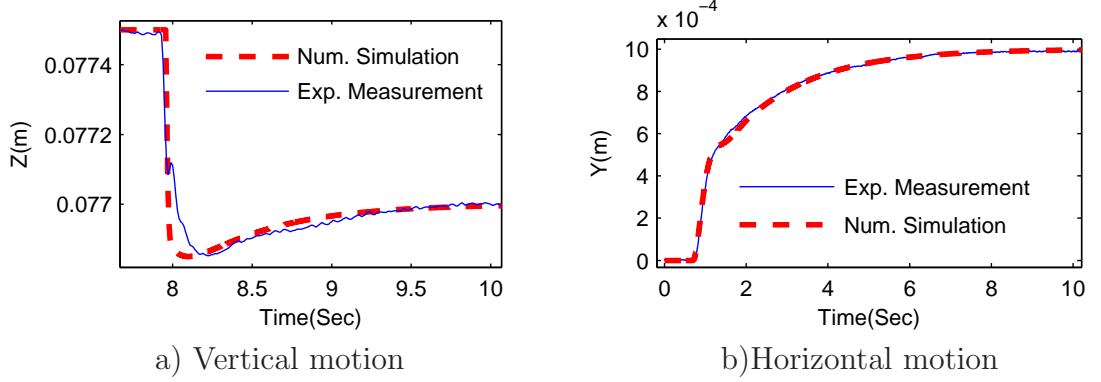 Num. Simulation
Exp. Measurement
0.0774
0.0772
0.077
Z(m)
8 8.5 9 9.5 10
Time(Sec)
a) Vertical motion
x 10⁻⁴
10
8
6
4
2
0
Y(m)
Exp. Measurement
Num. Simulation
0 2 4 6 8 10
Time(Sec)
b)Horizontal motion